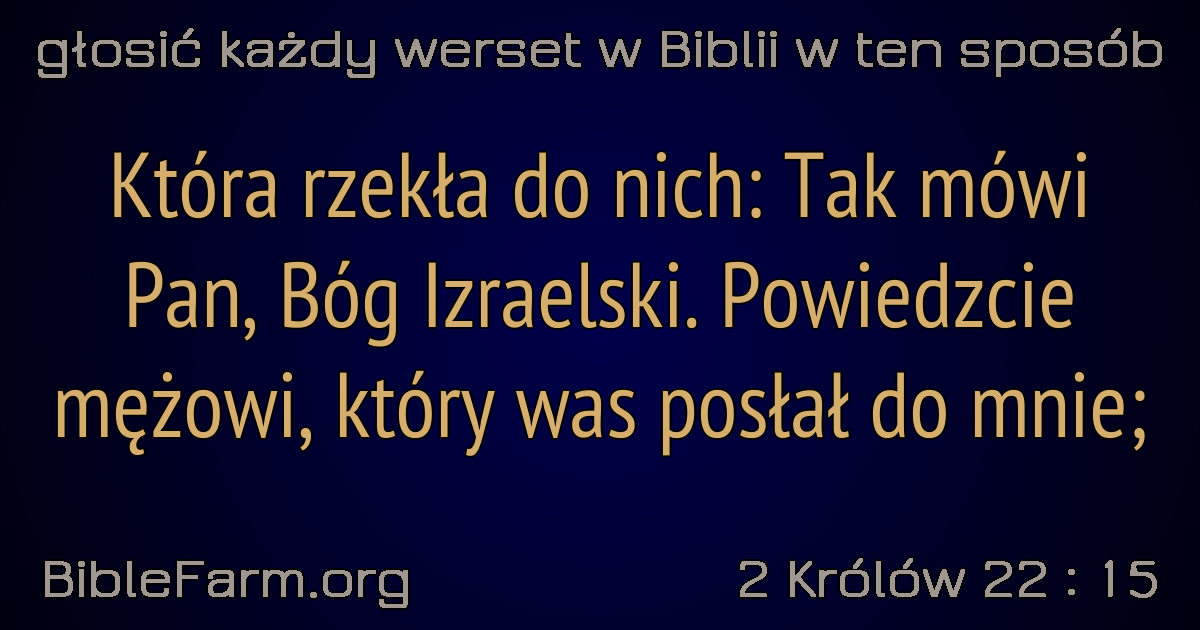 głosić każdy werset w Biblii w ten sposób
Która rzekła do nich: Tak mówi
Pan, Bóg Izraelski. Powiedzcie
mężowi, który was posłał do mnie;
BibleFarm.org
2 Królów 22 : 15